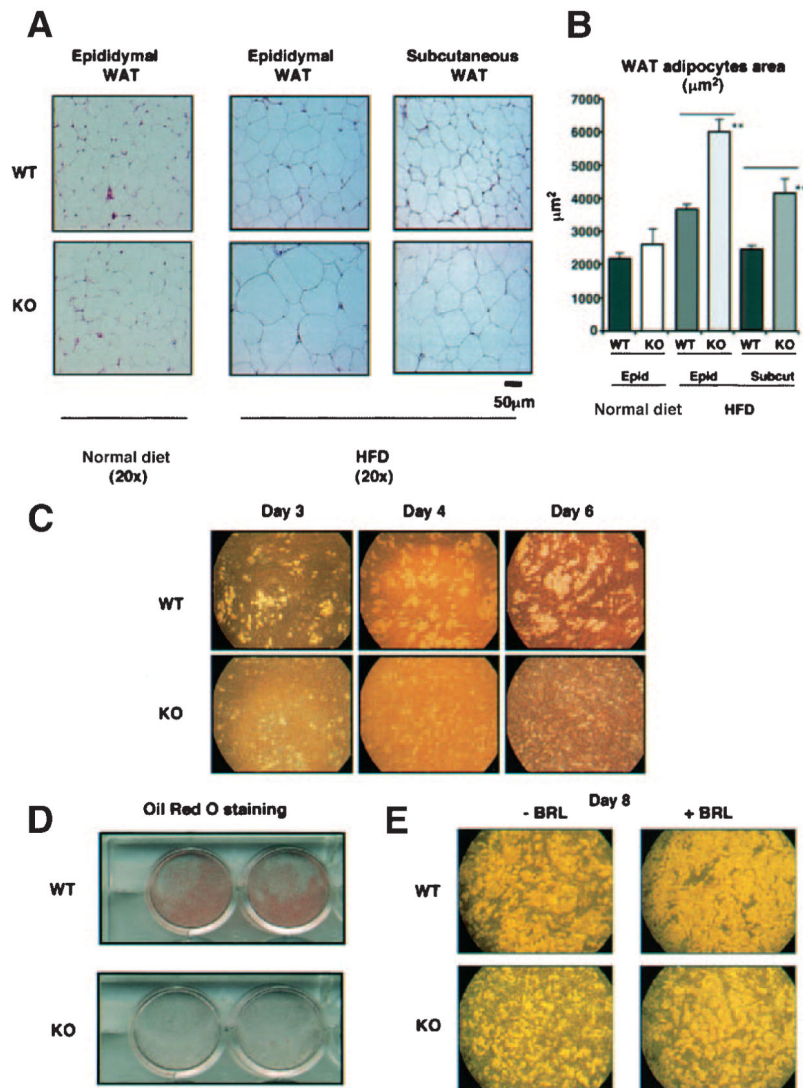 A
Epididymal WAT
Epididymal WAT
Subcutaneous WAT
WT
KO
50µm
Normal diet (20x)
HFD (20x)
B
WAT adipocytes area (µm²)
µm²
7000
6000
5000
4000
3000
2000
1000
0
**
**
WT KO WT KO WT KO
Epid Epid Subcut
Normal diet HFD
C
Day 3 Day 4 Day 6
WT
KO
D
Oil Red O staining
WT
KO
E
Day 8
- BRL + BRL
WT
KO